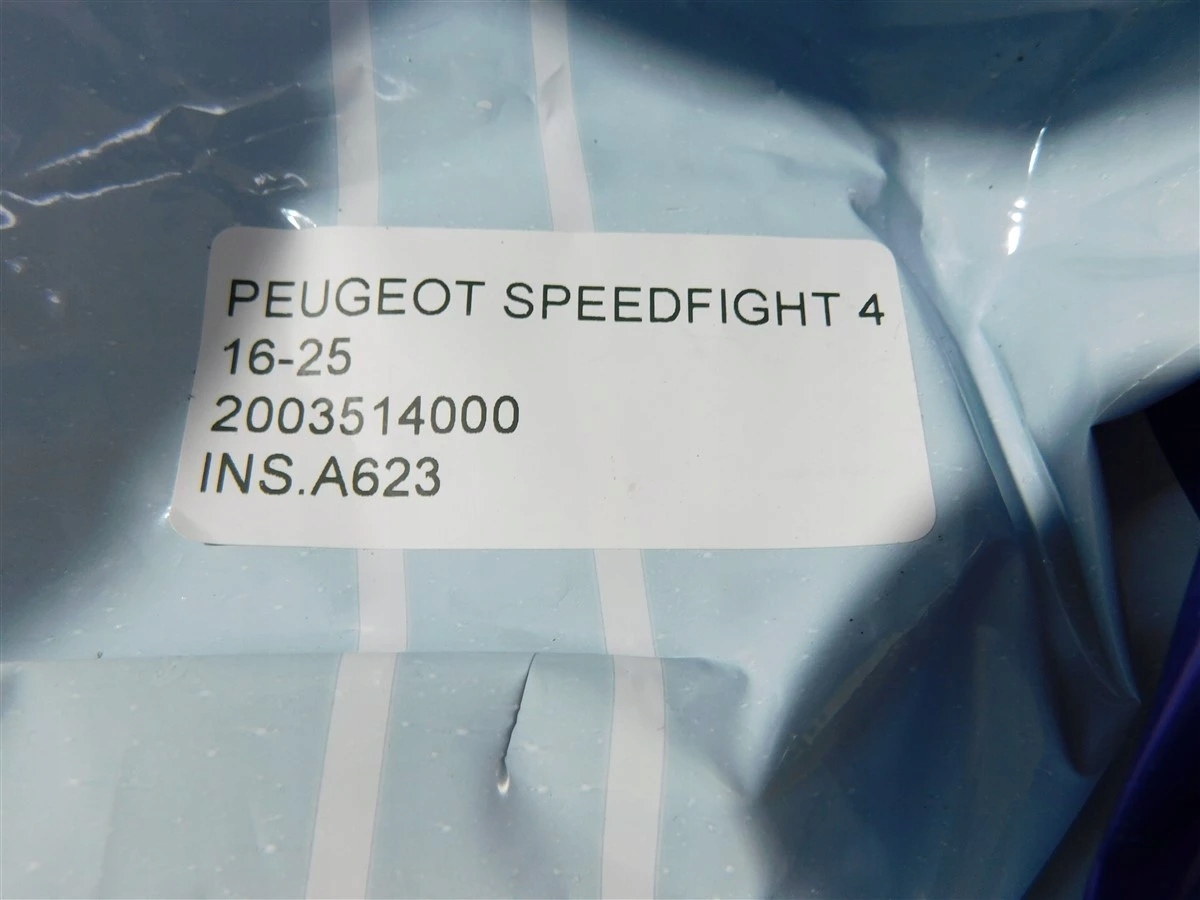 PEUGEOT SPEEDFIGHT 4
16-25
2003514000
INS.A623